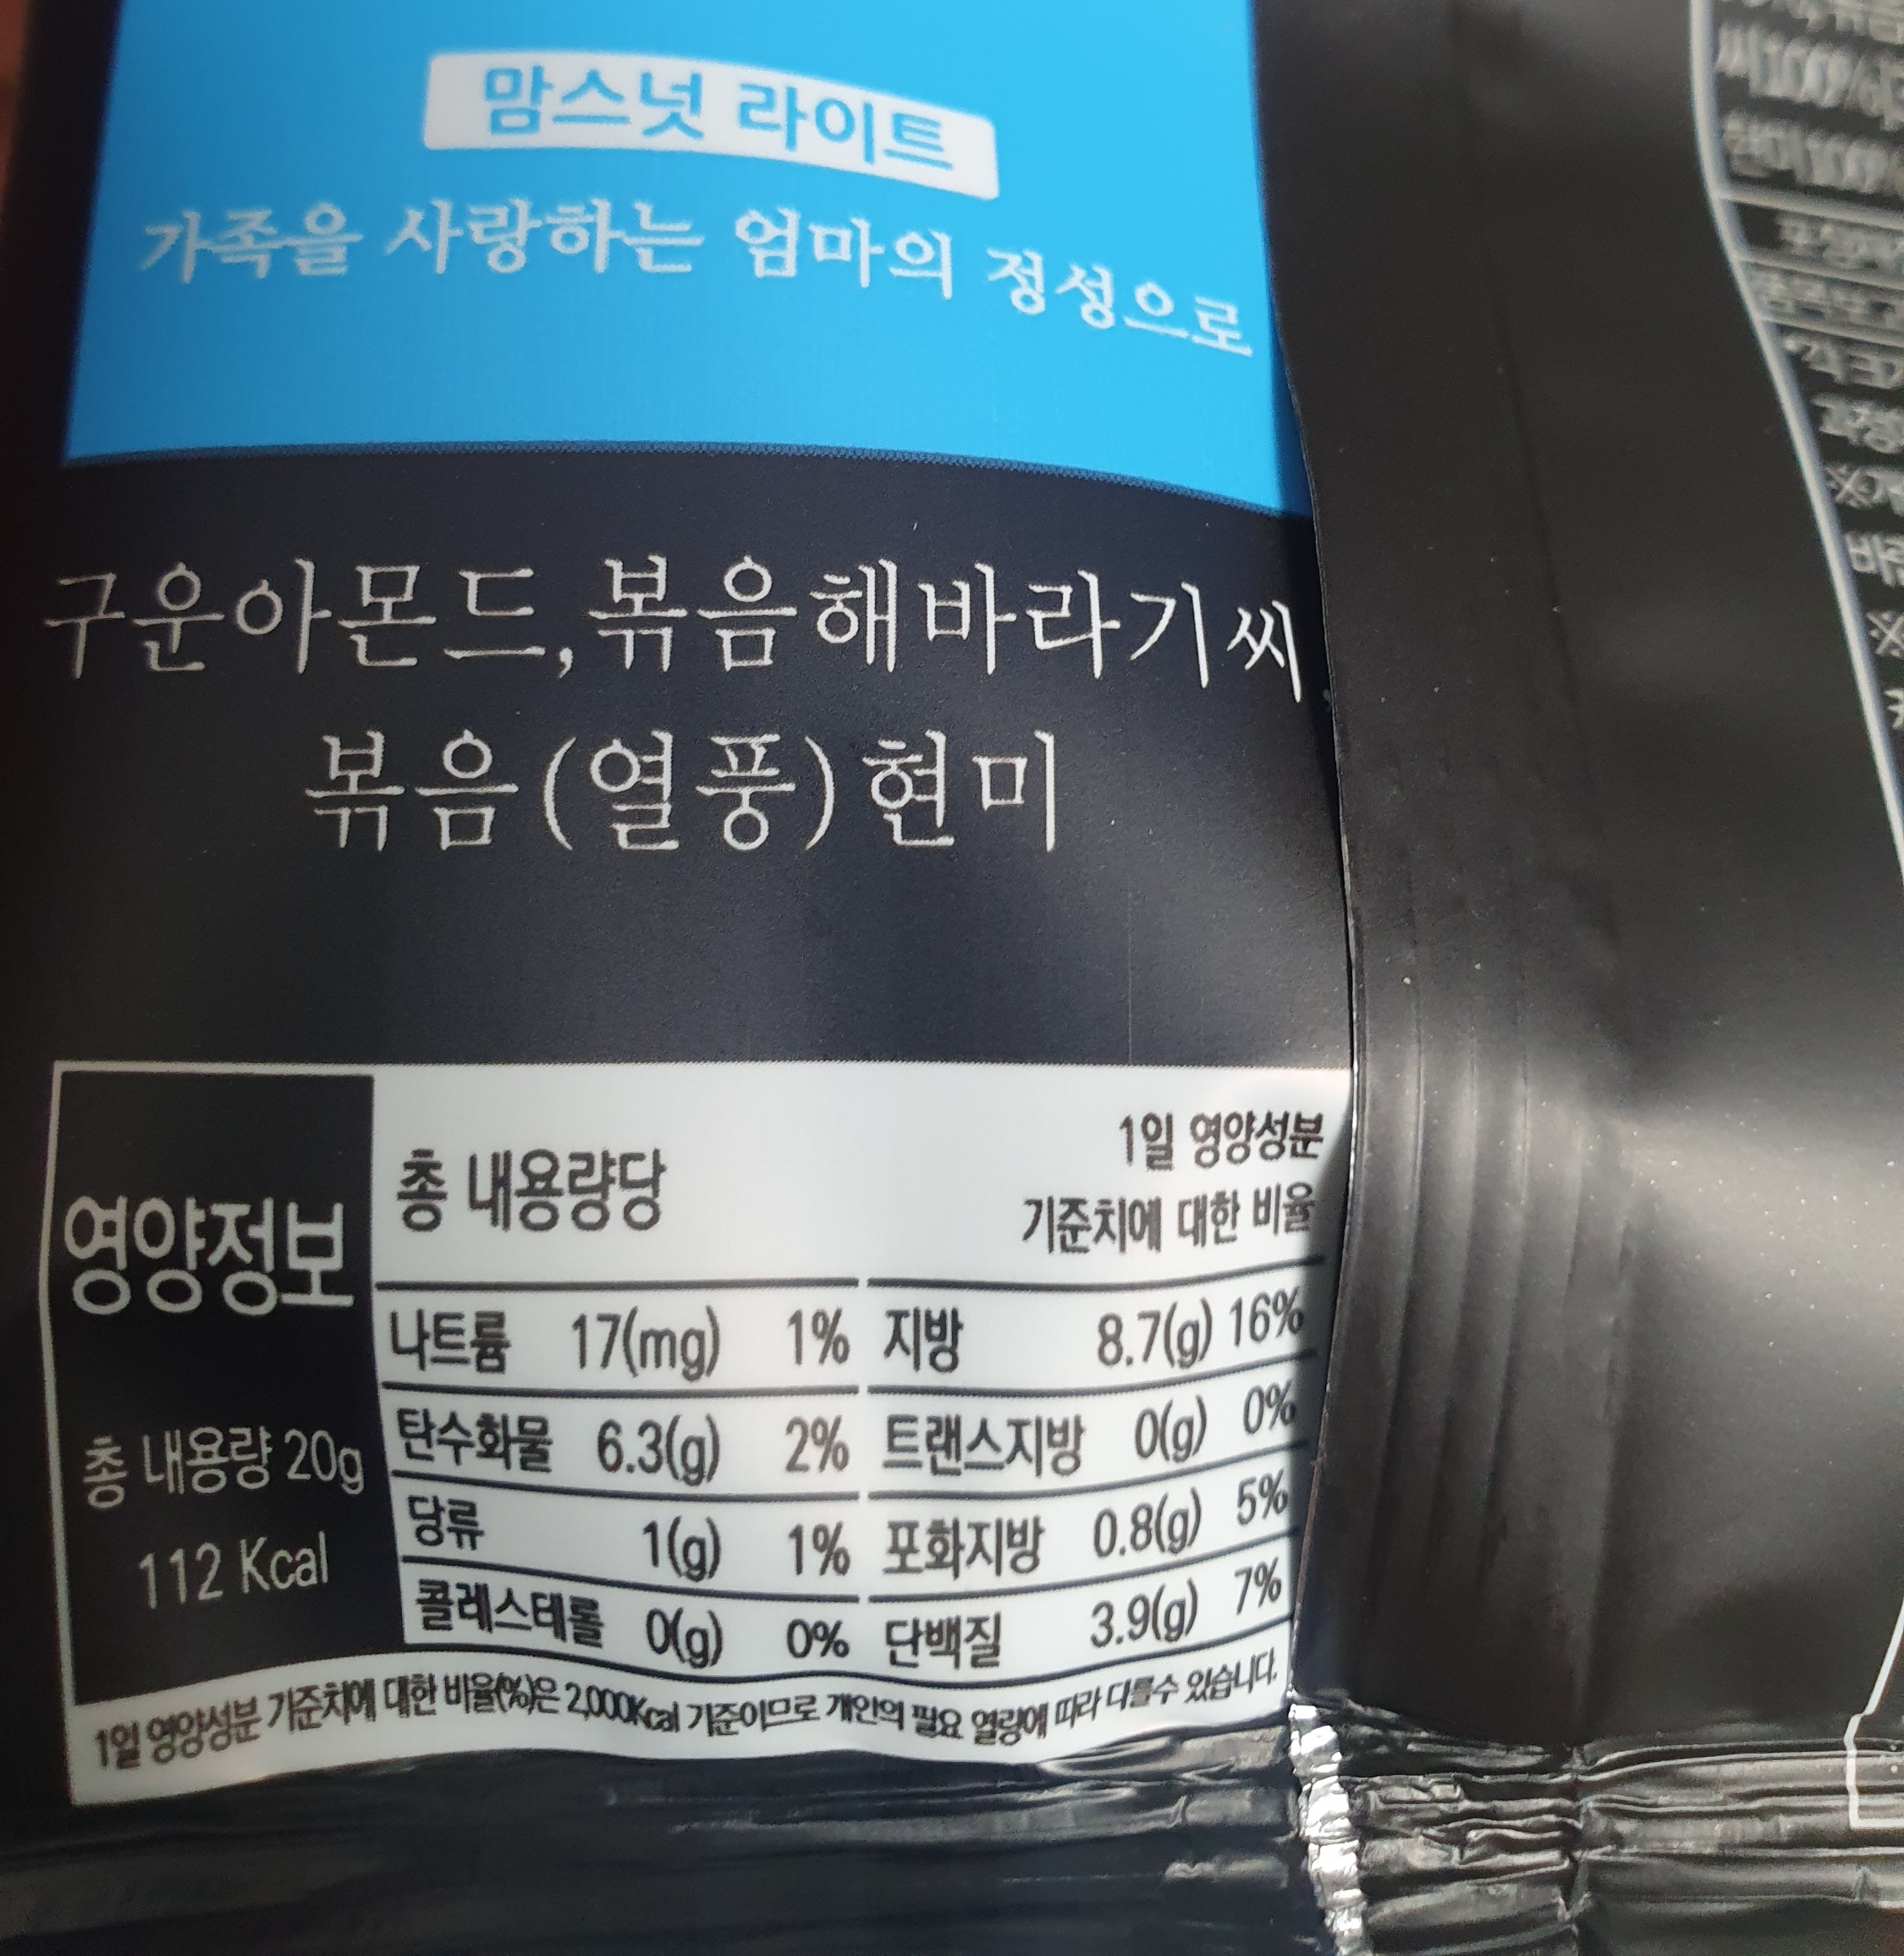 맘스넛 라이트
가족을 사랑하는 엄마의 정성으로
구운아몬드,볶음해바라기씨
볶음(열풍)현미
영양정보
총 내용량 20g
112 Kcal
총 내용량당
1일 영양성분
기준치에 대한 비율
나트륨 17(mg) 1% 지방 8.7(g) 16%
탄수화물 6.3(g) 2% 트랜스지방 0(g) 0%
당류 1(g) 1% 포화지방 0.8(g) 5%
콜레스테롤 0(g) 0% 단백질 3.9(g) 7%
1일 영양성분 기준치에 대한 비율(%)은 2,000Kcal 기준이므로 개인의 필요 열량에 따라 다를수 있습니다.